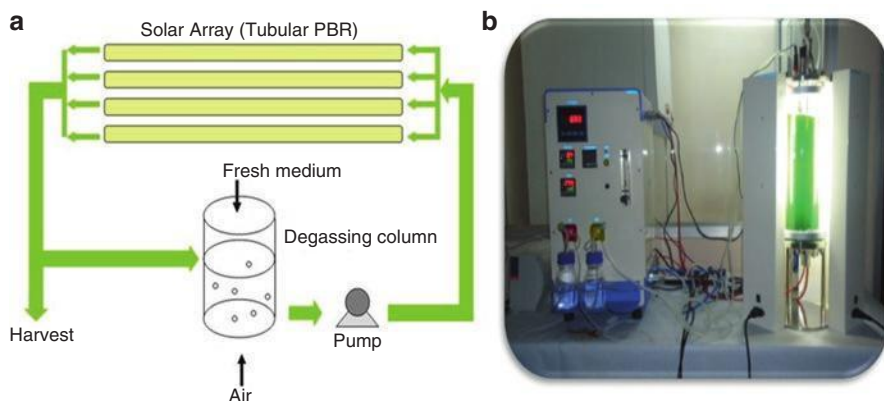 a
Solar Array (Tubular PBR)
Fresh medium
Degassing column
Harvest
Pump
Air
b